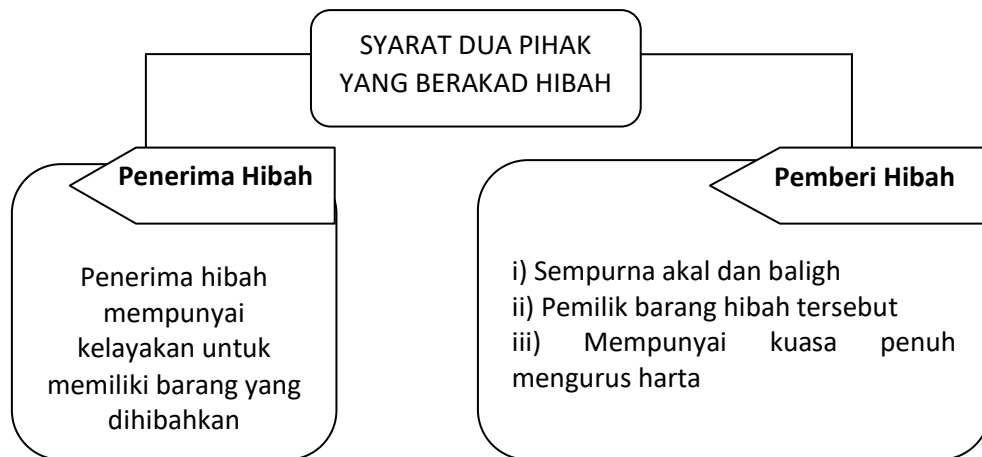 SYARAT DUA PIHAK
YANG BERAKAD HIBAH
Penerima Hibah
Penerima hibah
mempunyai
kelayakan untuk
memiliki barang yang
dihibahkan
Pemberi Hibah
i) Sempurna akal dan baligh
ii) Pemilik barang hibah tersebut
iii) Mempunyai kuasa penuh
mengurus harta